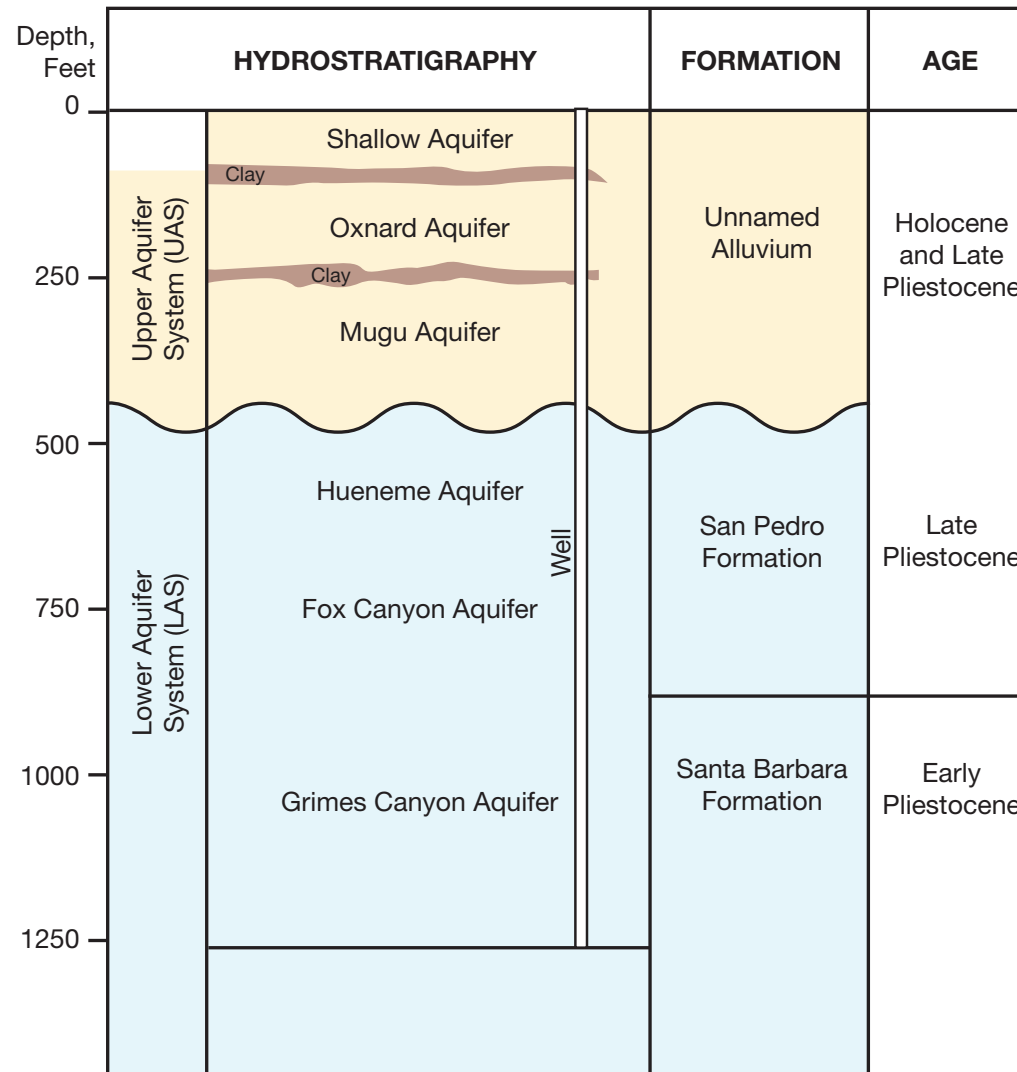 Depth,
Feet
HYDROSTRATIGRAPHY
FORMATION
AGE
0
250
500
750
1000
1250
Upper Aquifer
System (UAS)
Lower Aquifer
System (LAS)
Shallow Aquifer
Clay
Oxnard Aquifer
Clay
Mugu Aquifer
Hueneme Aquifer
Fox Canyon Aquifer
Grimes Canyon Aquifer
Well
Unnamed
Alluvium
San Pedro
Formation
Santa Barbara
Formation
Holocene
and Late
Pliestocene
Late
Pliestocene
Early
Pliestocene